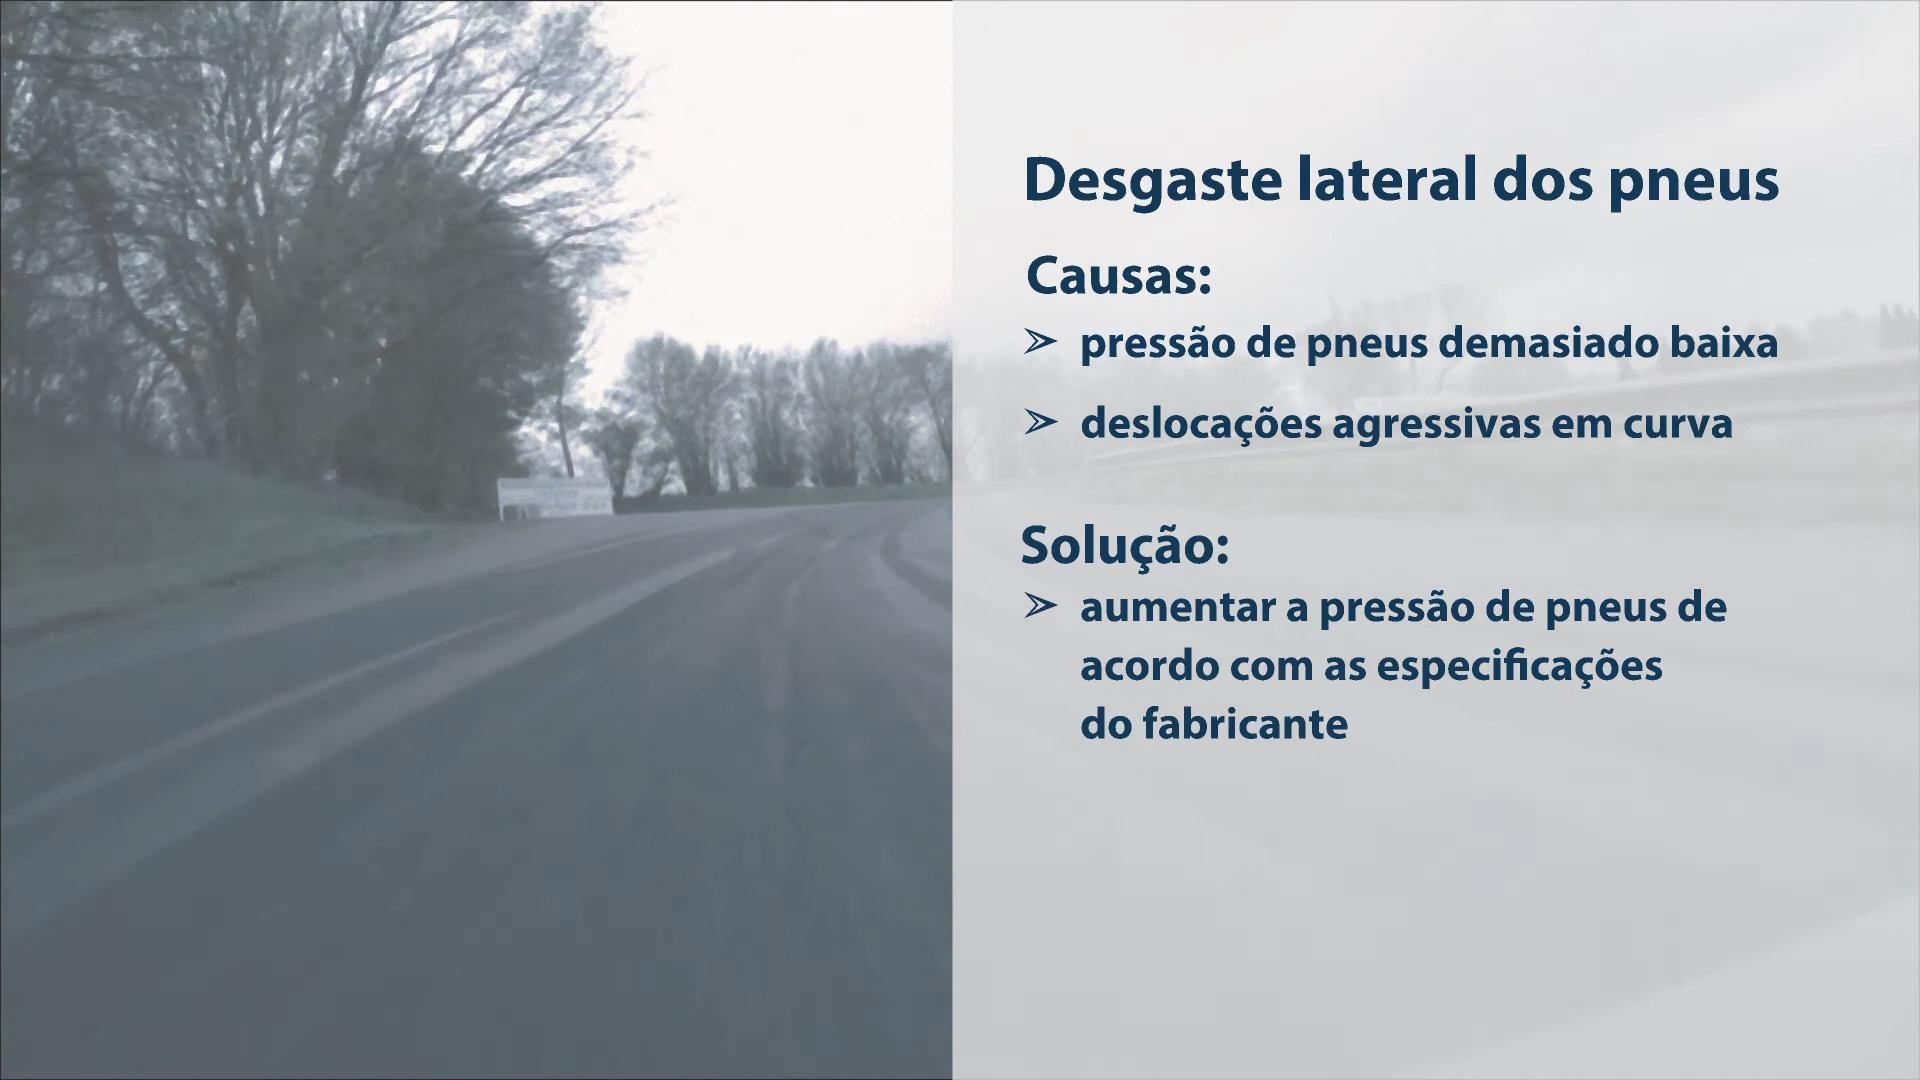 Desgaste lateral dos pneus
Causas:
➢ pressão de pneus demasiado baixa
➢ deslocações agressivas em curva
Solução:
➢ aumentar a pressão de pneus de
acordo com as especificações
do fabricante